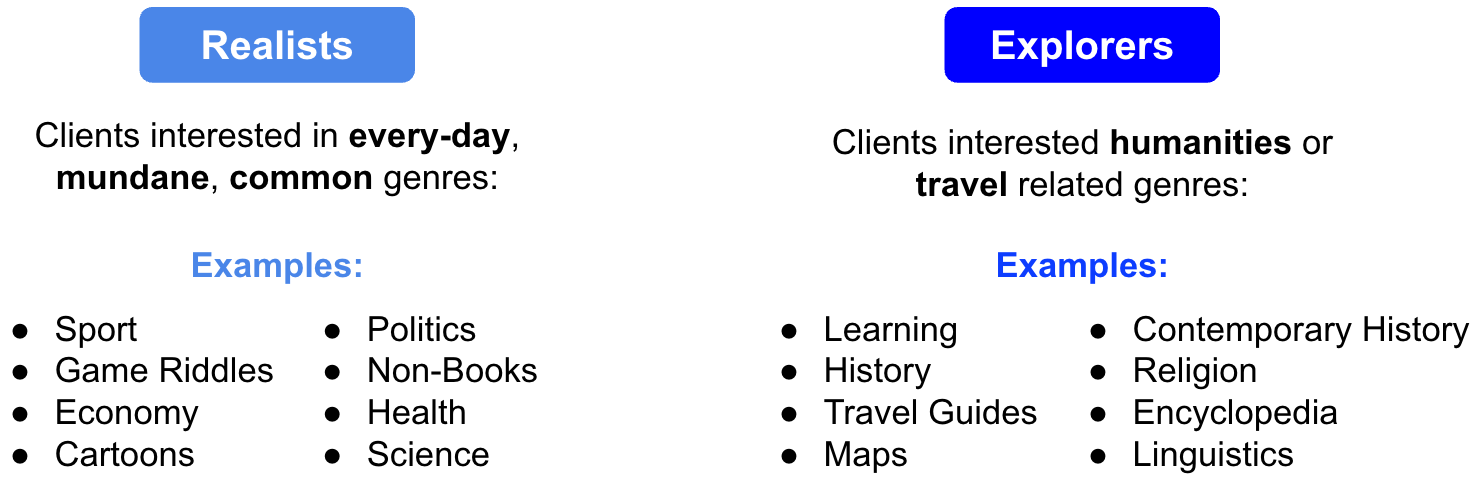 Realists
Clients interested in every-day,
mundane, common genres:
Examples:
● Sport
● Game Riddles
● Economy
● Cartoons
● Politics
● Non-Books
● Health
● Science
Explorers
Clients interested humanities or
travel related genres:
Examples:
● Learning
● History
● Travel Guides
● Maps
● Contemporary History
● Religion
● Encyclopedia
● Linguistics